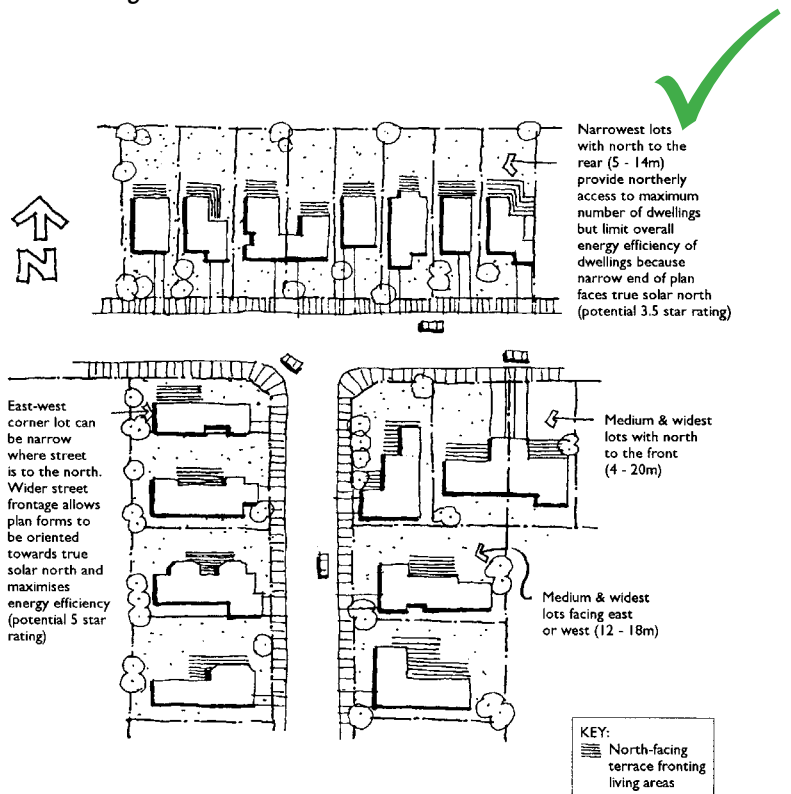 Narrowest lots
with north to the
rear (5 - 14m)
provide northerly
access to maximum
number of dwellings
but limit overall
energy efficiency of
dwellings because
narrow end of plan
faces true solar north
(potential 3.5 star rating)
N
East-west
corner lot can
be narrow
where street
is to the north.
Wider street
frontage allows
plan forms to
be oriented
towards true
solar north and
maximises
energy efficiency
(potential 5 star
rating)
Medium & widest
lots with north
to the front
(4 - 20m)
Medium & widest
lots facing east
or west (12 - 18m)
KEY:
North-facing
terrace fronting
living areas